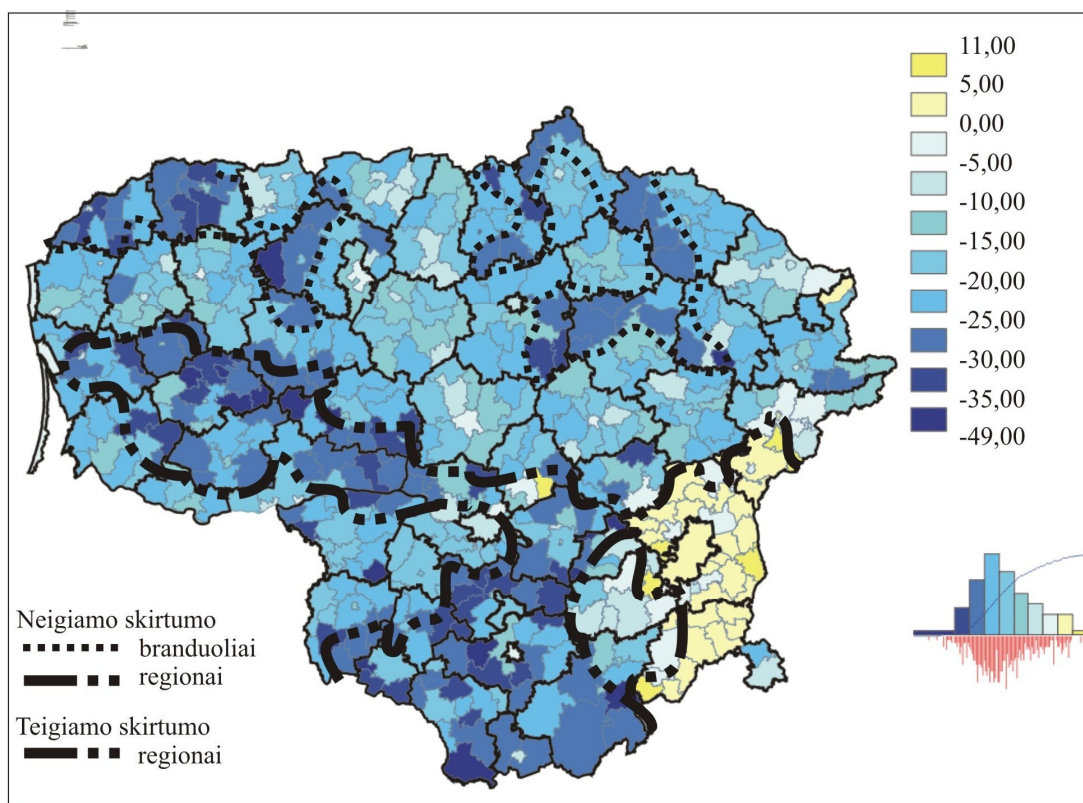 11,00
5,00
0,00
-5,00
-10,00
-15,00
-20,00
-25,00
-30,00
-35,00
-49,00
Neigiamo skirtumo
branduoliai
regionai
Teigiamo skirtumo
regionai